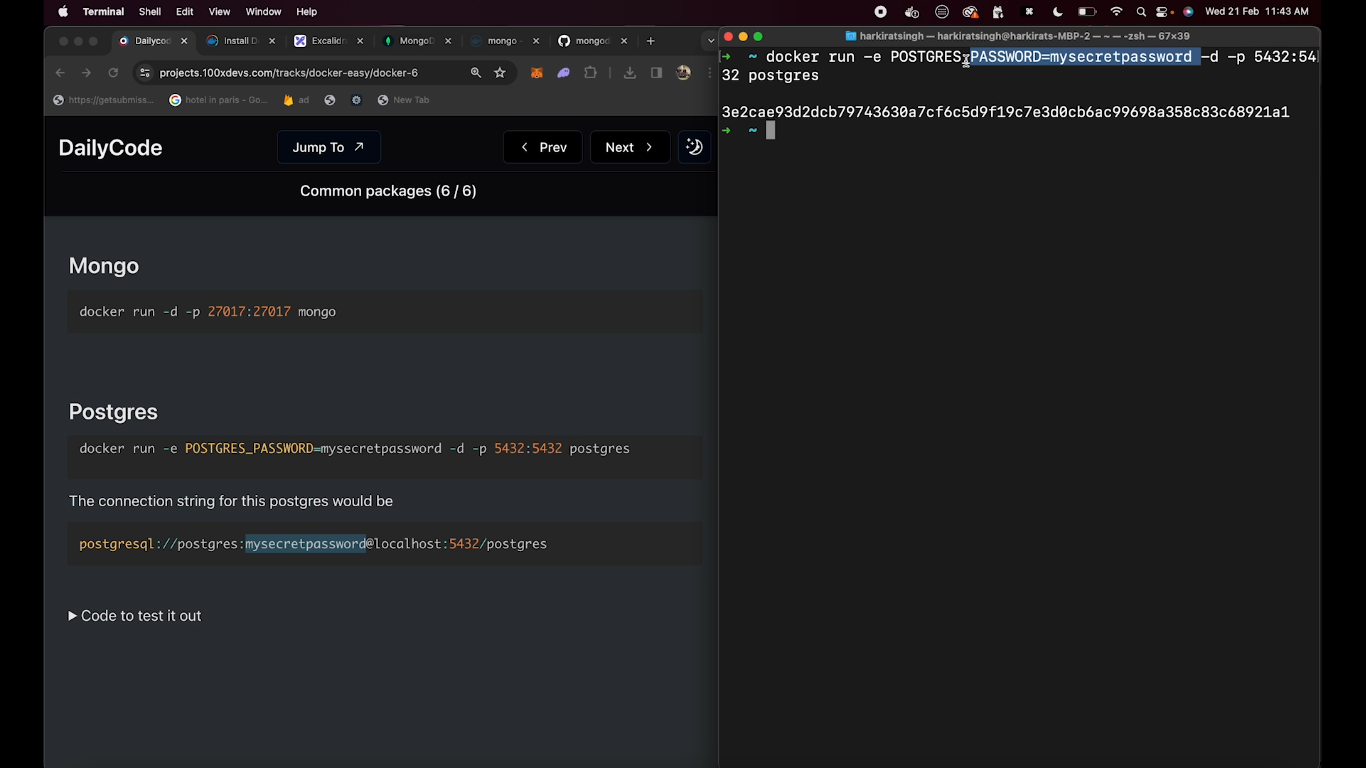 Terminal Shell Edit View Window Help
Wed 21 Feb 11:43 AM
Dailycod
Install D
Excalidr
MongoD
mongo -
mongod
projects.100xdevs.com/tracks/docker-easy/docker-6
https://getsubmiss...
hotel in paris - Go...
ad
New Tab
DailyCode
Jump To
Prev
Next
Common packages (6 / 6)
Mongo
docker run -d -p 27017:27017 mongo
Postgres
docker run -e POSTGRES_PASSWORD=mysecretpassword -d -p 5432:5432 postgres
The connection string for this postgres would be
postgresql://postgres:mysecretpassword@localhost:5432/postgres
Code to test it out
harkiratsingh — harkiratsingh@harkirats-MBP-2 — ~ — -zsh — 67×39
→ ~ docker run -e POSTGRES_PASSWORD=mysecretpassword -d -p 5432:54
32 postgres
3e2cae93d2dcb79743630a7cf6c5d9f19c7e3d0cb6ac99698a358c83c68921a1
→ ~